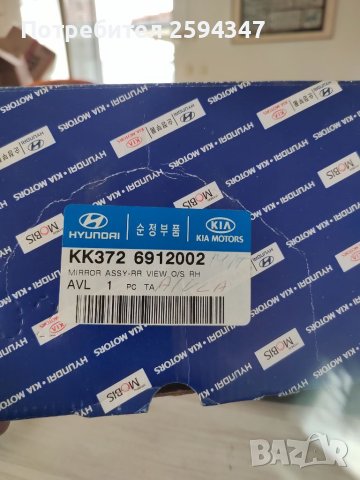 Потребител 2594347
HYUNDAI
순정부품
KIA
KIA MOTORS
KK372 6912002
MIRROR ASSY-RR VIEW O/S RH
AVL 1 PC TA
HYUNDAI · KIA MOTORS
MOBIS
BAZAR
bg